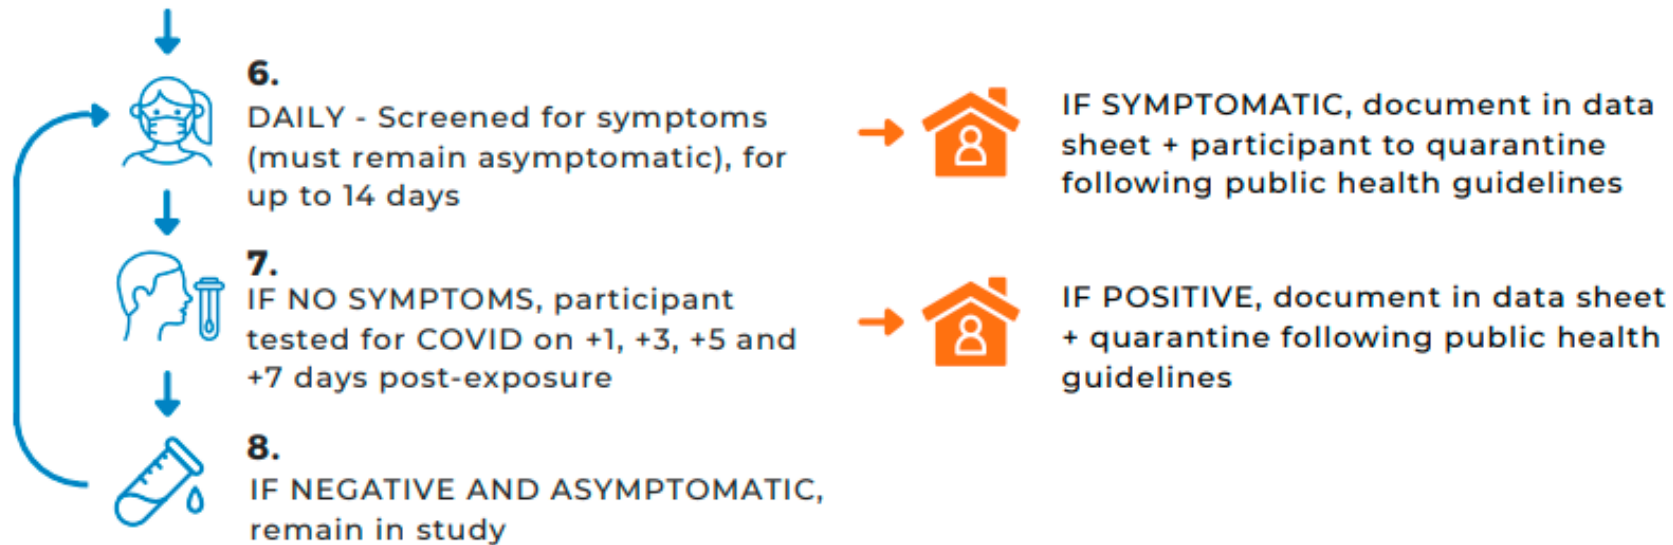 6.
DAILY - Screened for symptoms
(must remain asymptomatic), for
up to 14 days
IF SYMPTOMATIC, document in data
sheet + participant to quarantine
following public health guidelines
7.
IF NO SYMPTOMS, participant
tested for COVID on +1, +3, +5 and
+7 days post-exposure
IF POSITIVE, document in data sheet
+ quarantine following public health
guidelines
8.
IF NEGATIVE AND ASYMPTOMATIC,
remain in study